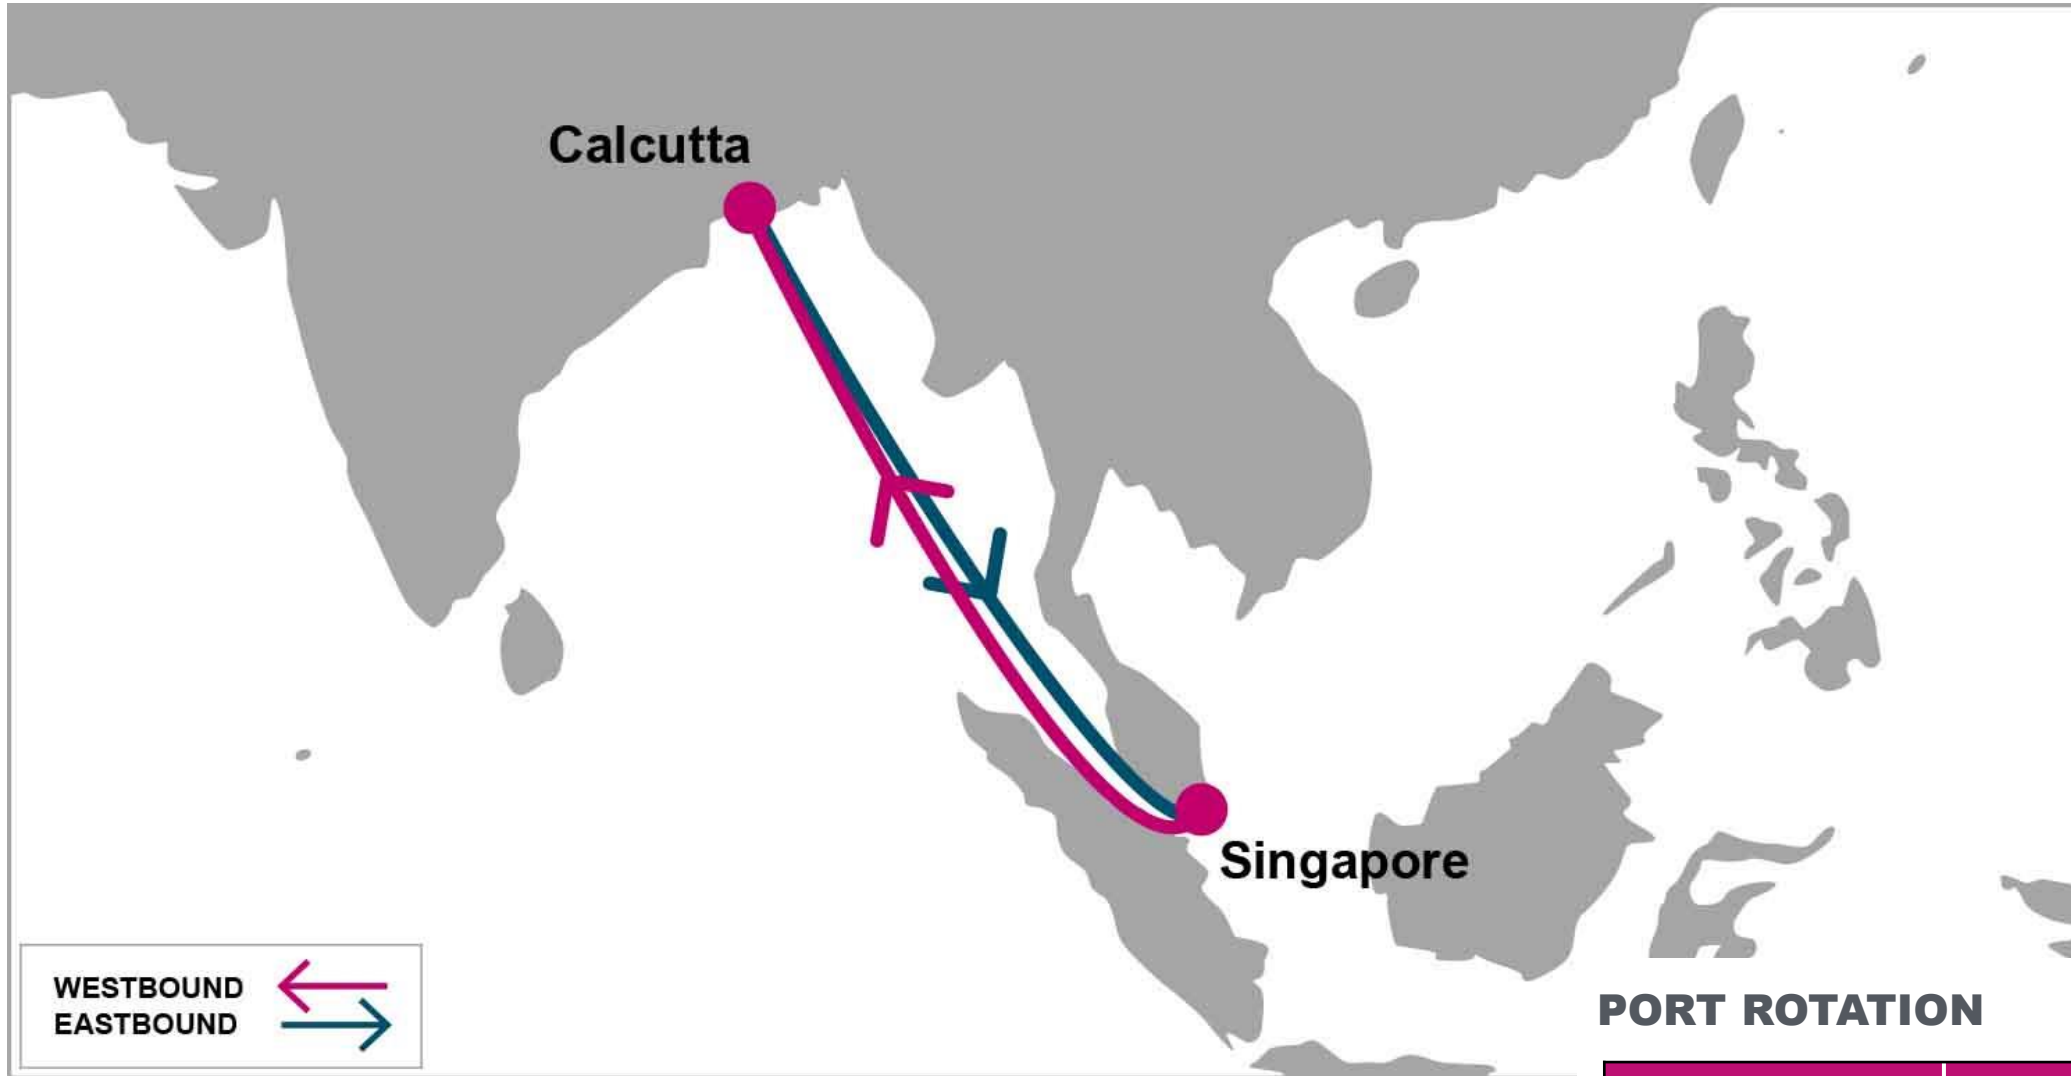 Calcutta
Singapore
WESTBOUND
EASTBOUND
PORT ROTATION